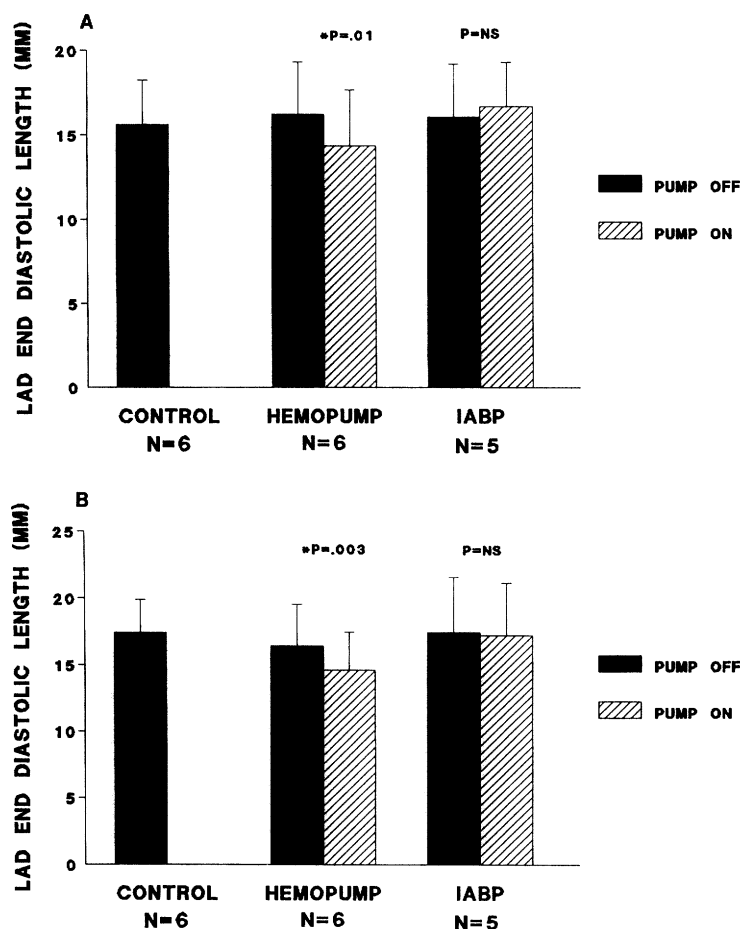 A
*P=.01 P=NS
LAD END DIASTOLIC LENGTH (MM)
20
15
10
5
0
CONTROL HEMOPUMP IABP
N=6 N=6 N=5
PUMP OFF
PUMP ON
B
*P=.003 P=NS
LAD END DIASTOLIC LENGTH (MM)
25
20
15
10
5
0
CONTROL HEMOPUMP IABP
N=6 N=6 N=5
PUMP OFF
PUMP ON